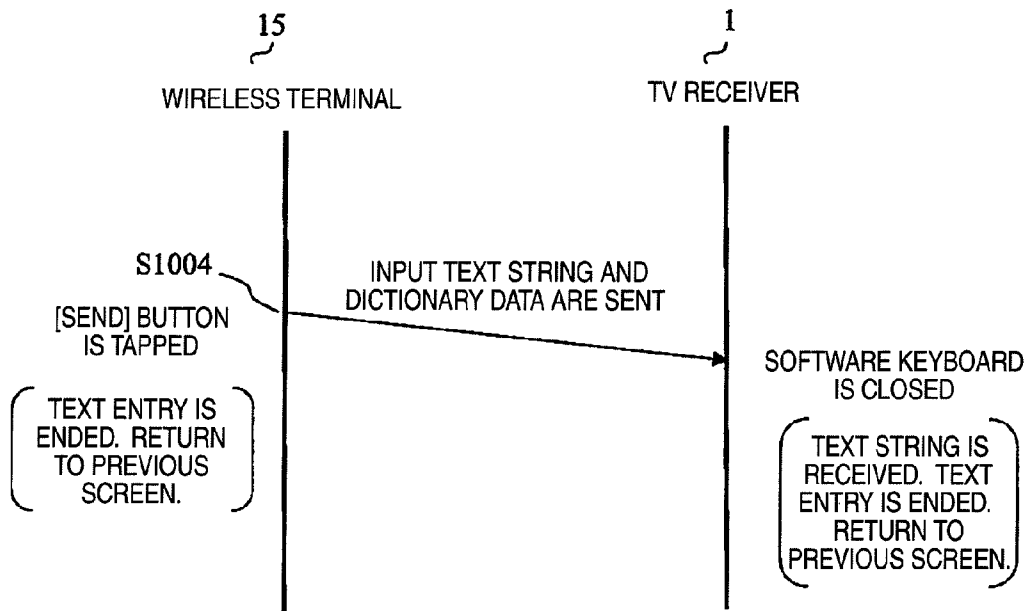 15
1
WIRELESS TERMINAL
TV RECEIVER
S1004
INPUT TEXT STRING AND
DICTIONARY DATA ARE SENT
[SEND] BUTTON
IS TAPPED
SOFTWARE KEYBOARD
IS CLOSED
TEXT ENTRY IS
ENDED. RETURN
TO PREVIOUS
SCREEN.
TEXT STRING IS
RECEIVED. TEXT
ENTRY IS ENDED.
RETURN TO
PREVIOUS SCREEN.